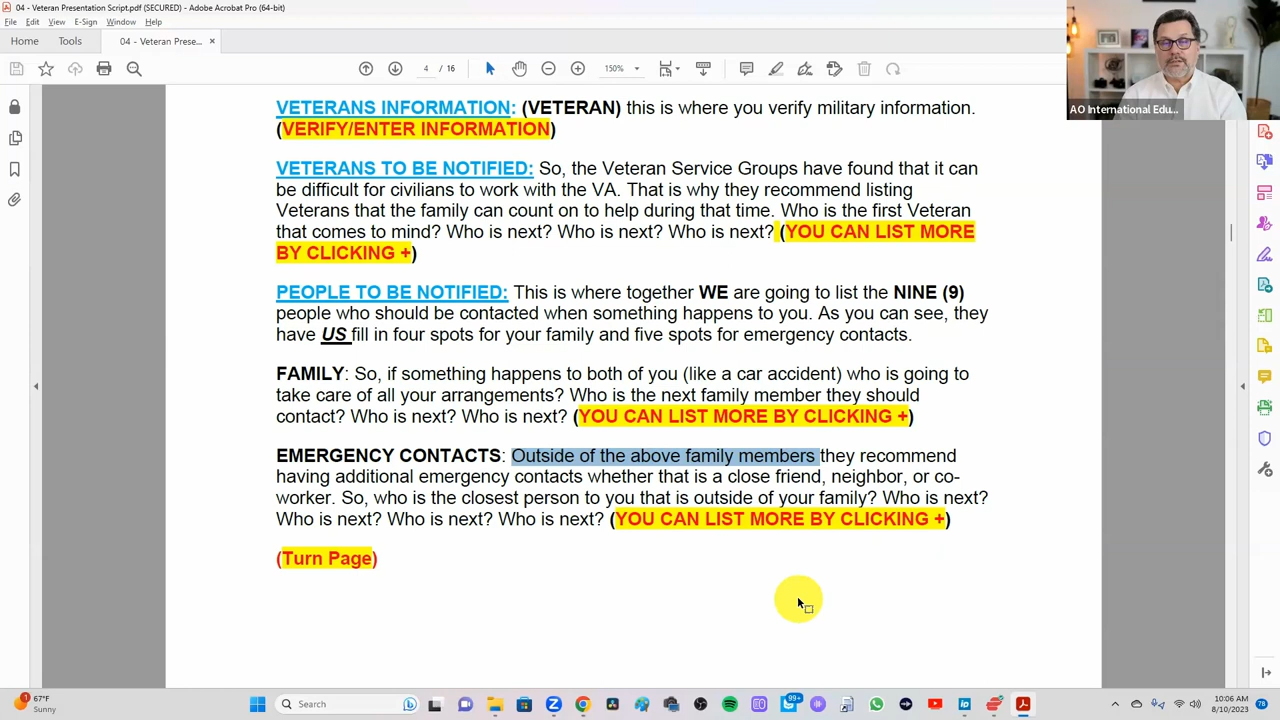 04 - Veteran Presentation Script.pdf (SECURED) - Adobe Acrobat Pro (64-bit)
File Edit View E-Sign Window Help
Home Tools 04 - Veteran Prese... ×
4 / 16 150%
AO International Edu...
VETERANS INFORMATION: (VETERAN) this is where you verify military information.
(VERIFY/ENTER INFORMATION)
VETERANS TO BE NOTIFIED: So, the Veteran Service Groups have found that it can
be difficult for civilians to work with the VA. That is why they recommend listing
Veterans that the family can count on to help during that time. Who is the first Veteran
that comes to mind? Who is next? Who is next? Who is next? (YOU CAN LIST MORE
BY CLICKING +)
PEOPLE TO BE NOTIFIED: This is where together WE are going to list the NINE (9)
people who should be contacted when something happens to you. As you can see, they
have US fill in four spots for your family and five spots for emergency contacts.
FAMILY: So, if something happens to both of you (like a car accident) who is going to
take care of all your arrangements? Who is the next family member they should
contact? Who is next? Who is next? (YOU CAN LIST MORE BY CLICKING +)
EMERGENCY CONTACTS: Outside of the above family members they recommend
having additional emergency contacts whether that is a close friend, neighbor, or co-
worker. So, who is the closest person to you that is outside of your family? Who is next?
Who is next? Who is next? Who is next? (YOU CAN LIST MORE BY CLICKING +)
(Turn Page)
1 67°F
Sunny
Search
99+
10:06 AM
8/10/2023
78